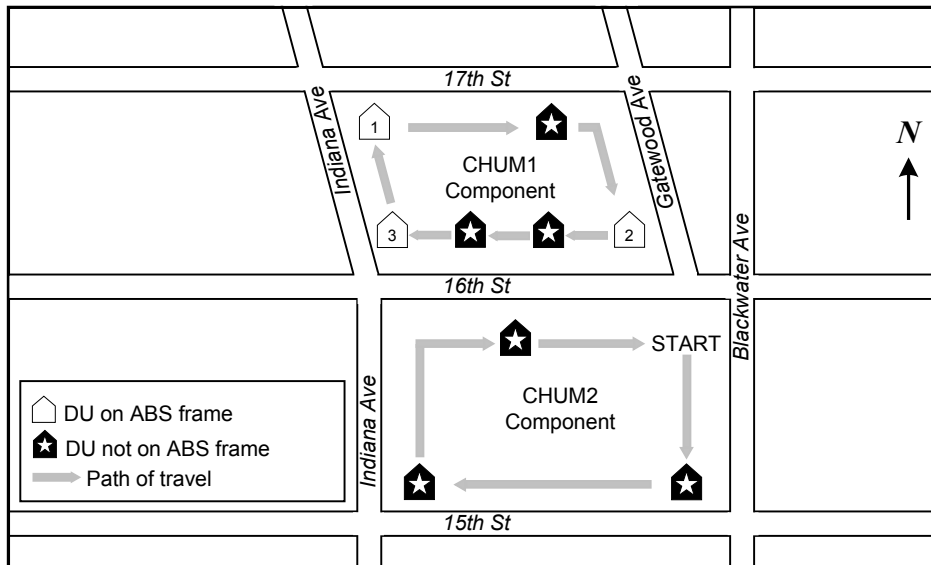 17th St
Indiana Ave
Gatewood Ave
N
1
CHUM1
Component
3
2
16th St
Blackwater Ave
START
CHUM2
Component
Indiana Ave
DU on ABS frame
DU not on ABS frame
Path of travel
15th St